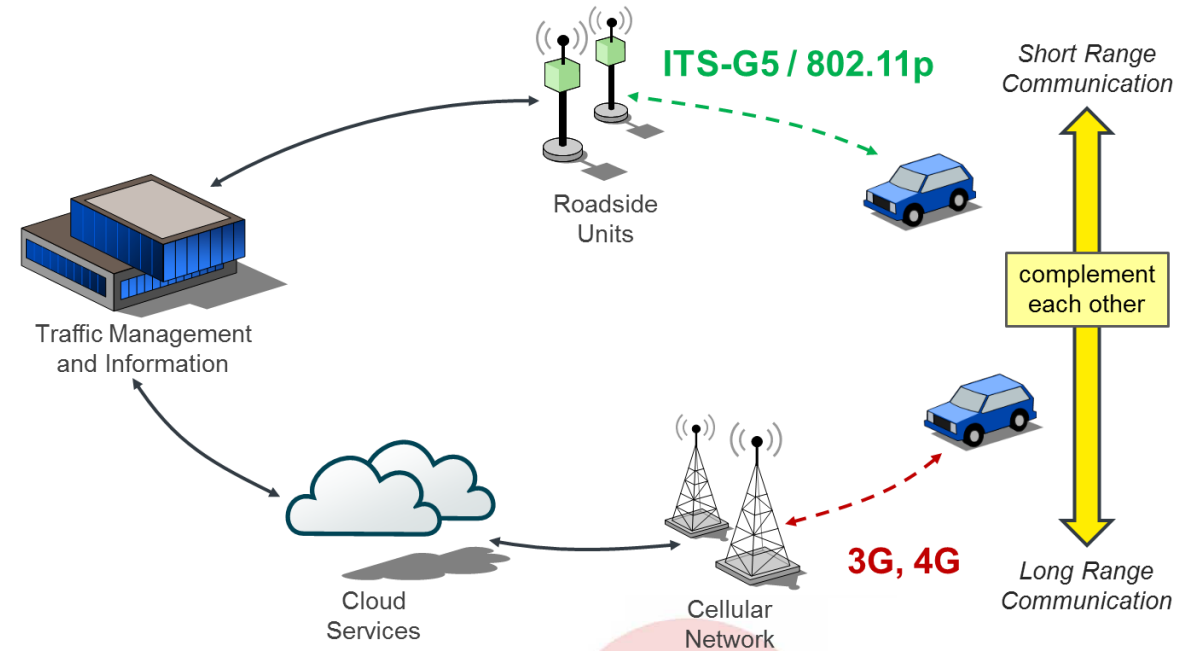 ITS-G5 / 802.11p
Short Range
Communication
Roadside
Units
complement
each other
Traffic Management
and Information
3G, 4G
Long Range
Communication
Cloud
Services
Cellular
Network